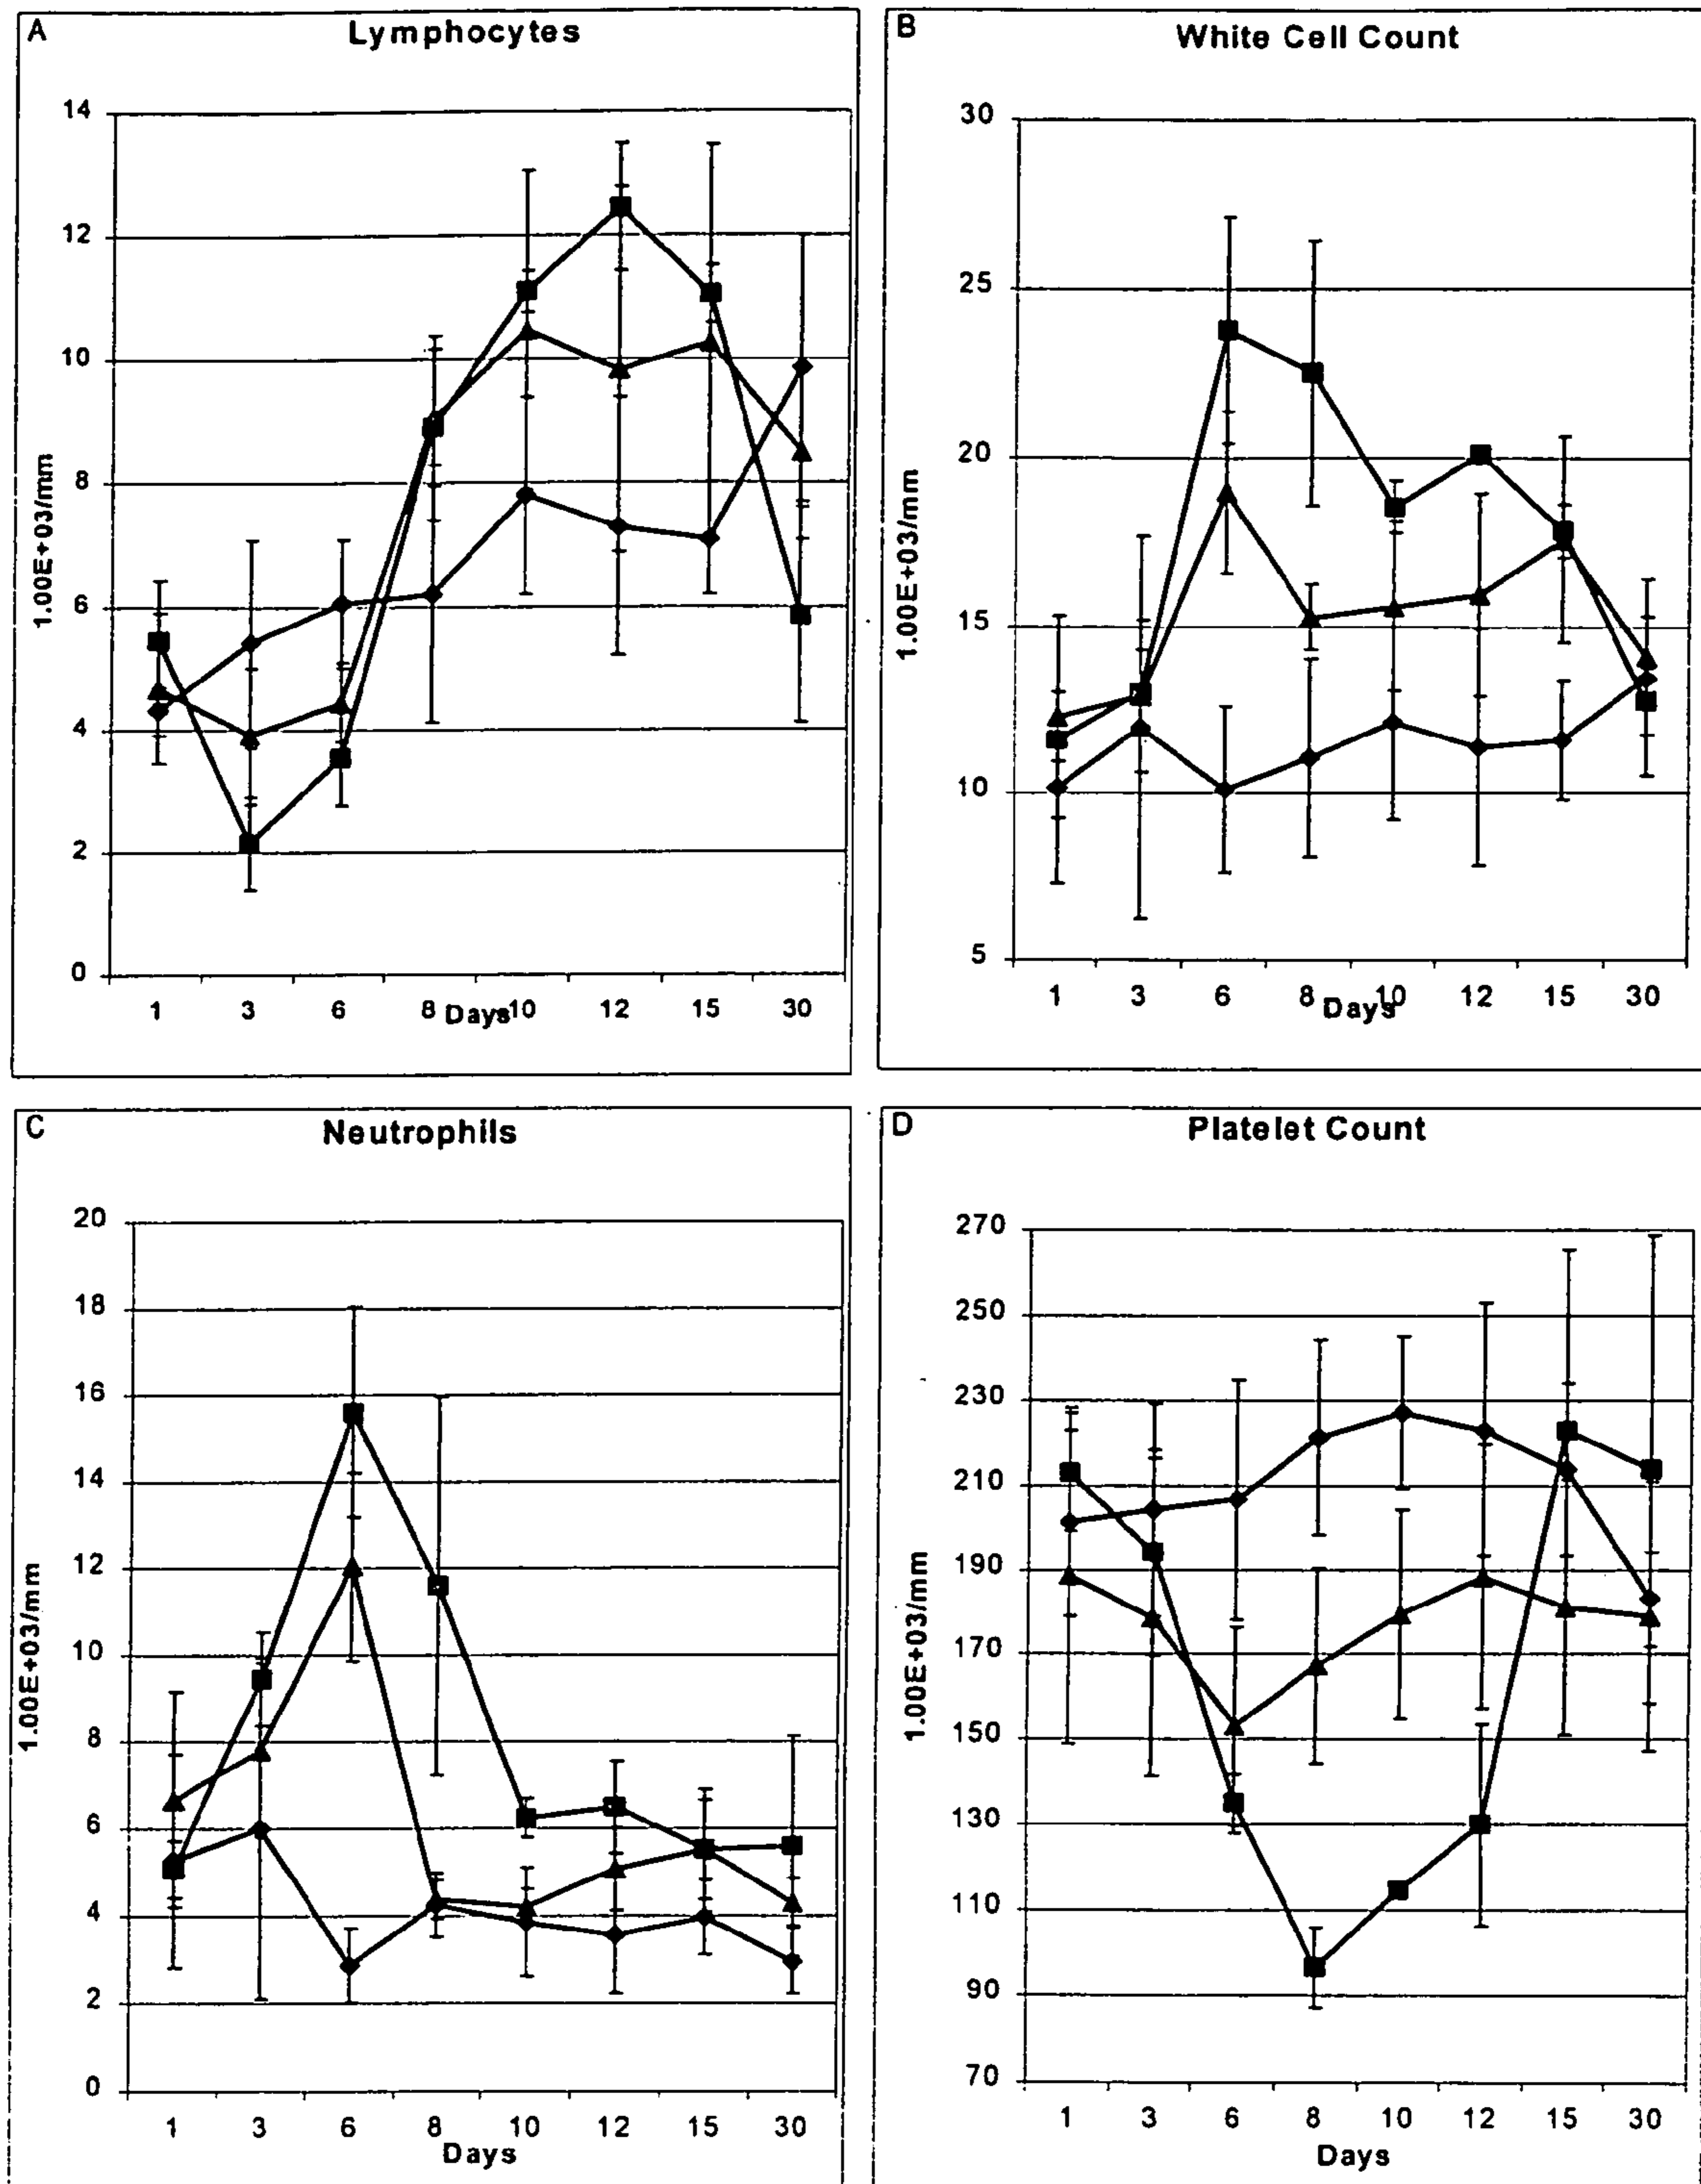 A
Lymphocytes
14
12
10
8
6
4
2
0
1.00E+03/mm
1 3 6 8 10 12 15 30
Days
B
White Cell Count
30
25
20
15
10
5
1.00E+03/mm
1 3 6 8 10 12 15 30
Days
C
Neutrophils
20
18
16
14
12
10
8
6
4
2
0
1.00E+03/mm
1 3 6 8 10 12 15 30
Days
D
Platelet Count
270
250
230
210
190
170
150
130
110
90
70
1.00E+03/mm
1 3 6 8 10 12 15 30
Days